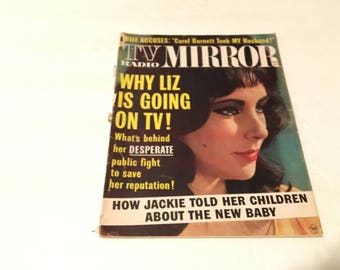 WIFE ACCUSES: "Carol Burnett Took MY Husband!"
TV
RADIO MIRROR
WHY LIZ
IS GOING
ON TV!
What's behind
her DESPERATE
public fight
to save
her reputation!
HOW JACKIE TOLD HER CHILDREN
ABOUT THE NEW BABY